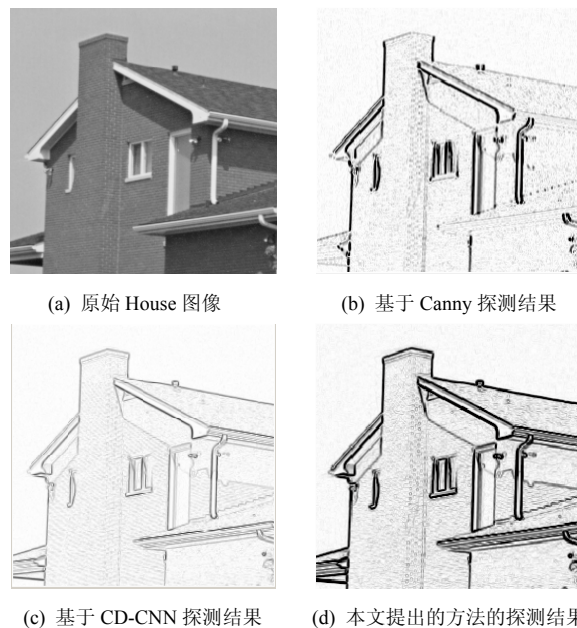 (a) 原始 House 图像
(b) 基于 Canny 探测结果
(c) 基于 CD-CNN 探测结果
(d) 本文提出的方法的探测结果